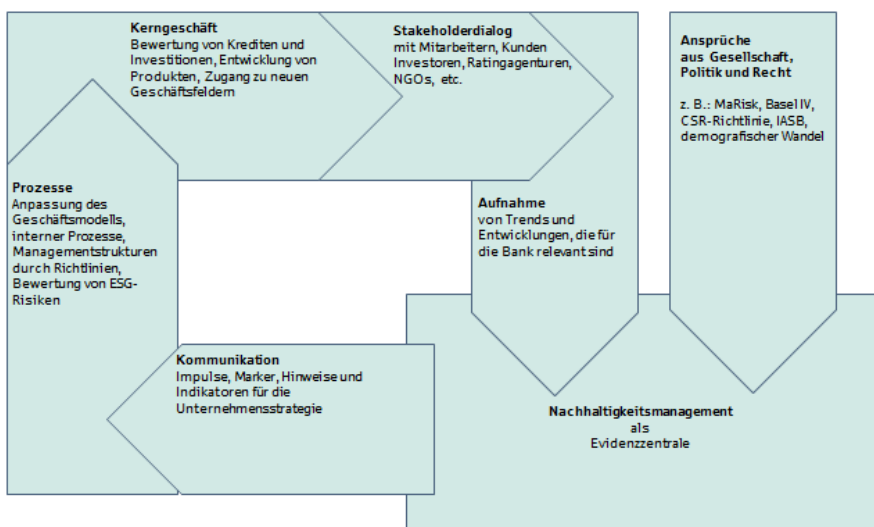 Kerngeschäft
Bewertung von Krediten und
Investitionen, Entwicklung von
Produkten, Zugang zu neuen
Geschäftsfeldern
Stakeholderdialog
mit Mitarbeitern, Kunden
Investoren, Ratingagenturen,
NGOs, etc.
Ansprüche
aus Gesellschaft,
Politik und Recht
z. B.: MaRisk, Basel IV,
CSR-Richtlinie, IASB,
demografischer Wandel
Prozesse
Anpassung des
Geschäftsmodells,
interner Prozesse,
Managementstrukturen
durch Richtlinien,
Bewertung von ESG-
Risiken
Aufnahme
von Trends und
Entwicklungen, die für
die Bank relevant sind
Kommunikation
Impulse, Marker, Hinweise und
Indikatoren für die
Unternehmensstrategie
Nachhaltigkeitsmanagement
als
Evidenzzentrale